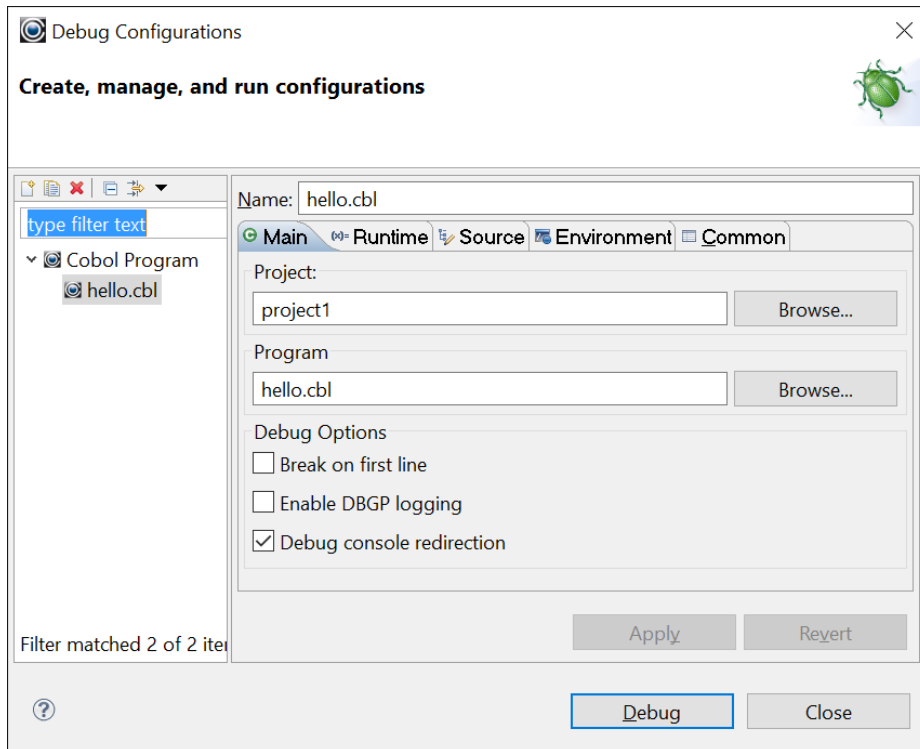 Debug Configurations
Create, manage, and run configurations
type filter text
Cobol Program
hello.cbl
Filter matched 2 of 2 iter
Name: hello.cbl
Main (x)= Runtime Source Environment Common
Project:
project1 Browse...
Program
hello.cbl Browse...
Debug Options
Break on first line
Enable DBGP logging
Debug console redirection
Apply Revert
? Debug Close